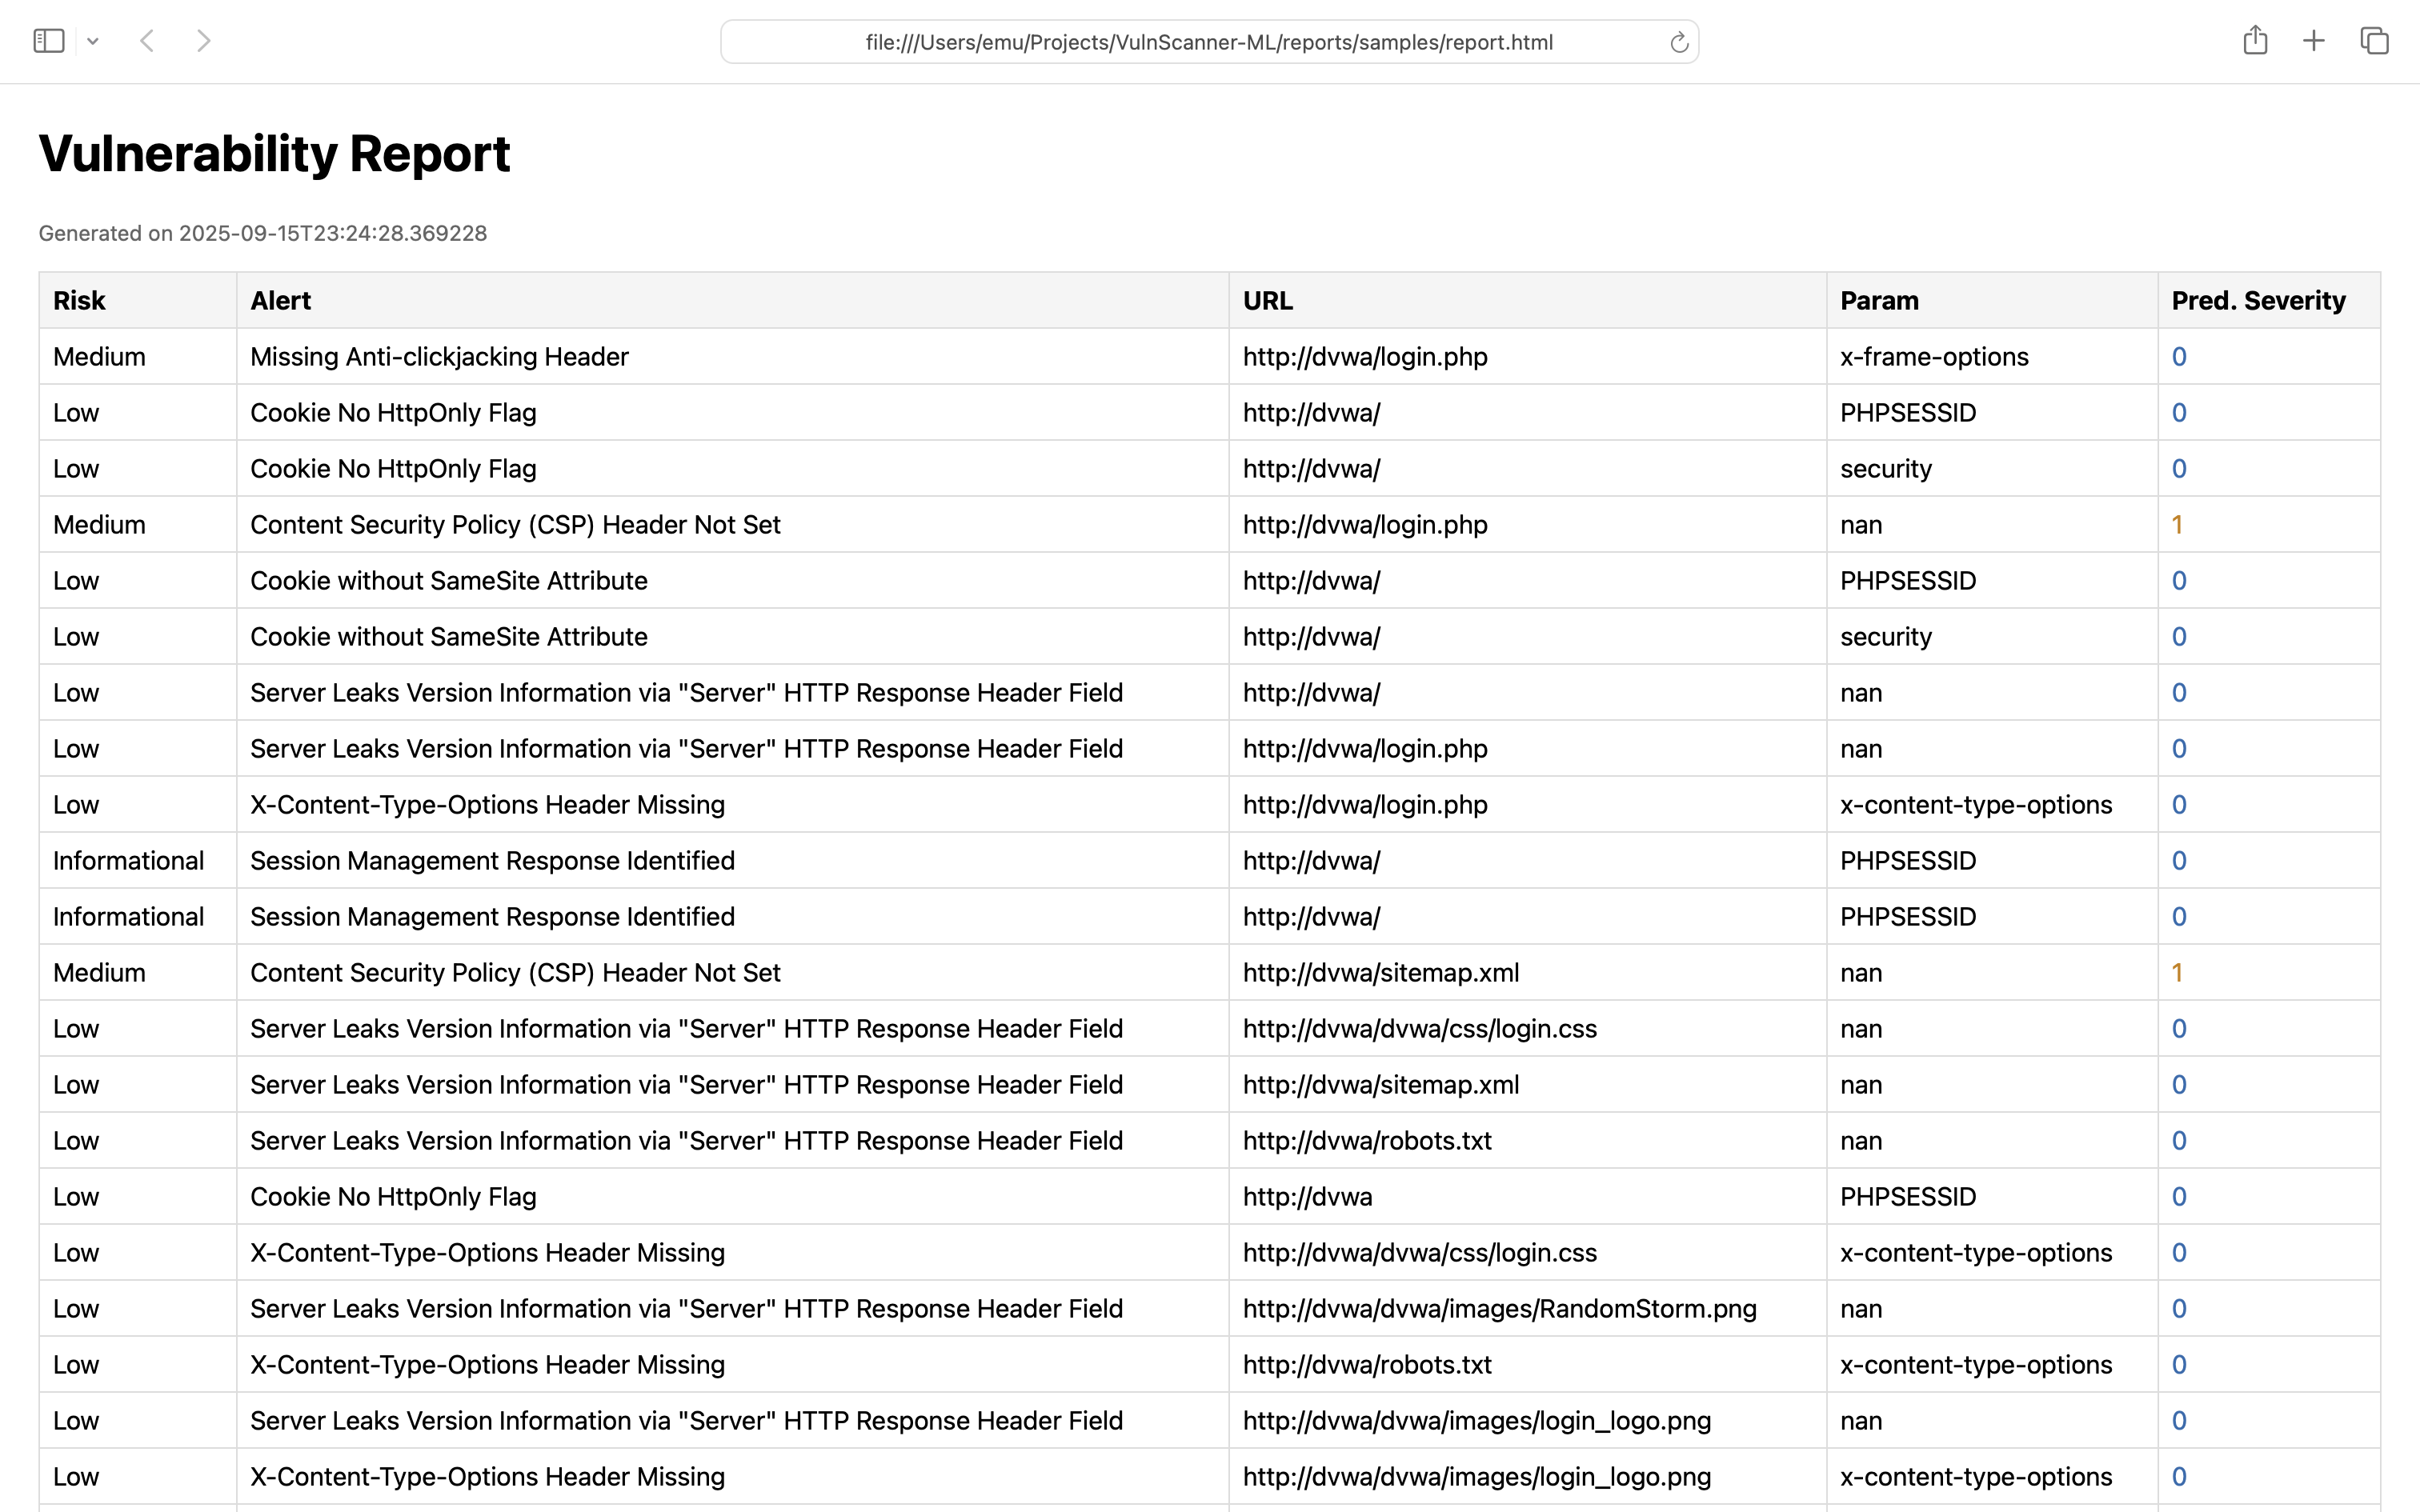 file:///Users/emu/Projects/VulnScanner-ML/reports/samples/report.html
Vulnerability Report
Generated on 2025-09-15T23:24:28.369228
Risk Alert URL Param Pred. Severity
Medium Missing Anti-clickjacking Header http://dvwa/login.php x-frame-options 0
Low Cookie No HttpOnly Flag http://dvwa/ PHPSESSID 0
Low Cookie No HttpOnly Flag http://dvwa/ security 0
Medium Content Security Policy (CSP) Header Not Set http://dvwa/login.php nan 1
Low Cookie without SameSite Attribute http://dvwa/ PHPSESSID 0
Low Cookie without SameSite Attribute http://dvwa/ security 0
Low Server Leaks Version Information via "Server" HTTP Response Header Field http://dvwa/ nan 0
Low Server Leaks Version Information via "Server" HTTP Response Header Field http://dvwa/login.php nan 0
Low X-Content-Type-Options Header Missing http://dvwa/login.php x-content-type-options 0
Informational Session Management Response Identified http://dvwa/ PHPSESSID 0
Informational Session Management Response Identified http://dvwa/ PHPSESSID 0
Medium Content Security Policy (CSP) Header Not Set http://dvwa/sitemap.xml nan 1
Low Server Leaks Version Information via "Server" HTTP Response Header Field http://dvwa/dvwa/css/login.css nan 0
Low Server Leaks Version Information via "Server" HTTP Response Header Field http://dvwa/sitemap.xml nan 0
Low Server Leaks Version Information via "Server" HTTP Response Header Field http://dvwa/robots.txt nan 0
Low Cookie No HttpOnly Flag http://dvwa PHPSESSID 0
Low X-Content-Type-Options Header Missing http://dvwa/dvwa/css/login.css x-content-type-options 0
Low Server Leaks Version Information via "Server" HTTP Response Header Field http://dvwa/dvwa/images/RandomStorm.png nan 0
Low X-Content-Type-Options Header Missing http://dvwa/robots.txt x-content-type-options 0
Low Server Leaks Version Information via "Server" HTTP Response Header Field http://dvwa/dvwa/images/login_logo.png nan 0
Low X-Content-Type-Options Header Missing http://dvwa/dvwa/images/login_logo.png x-content-type-options 0